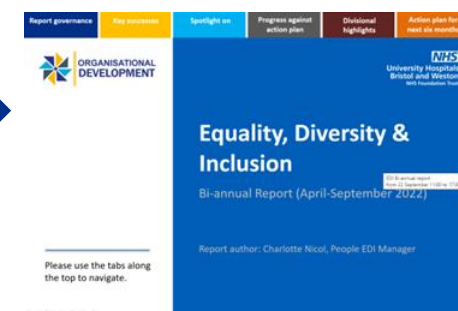 Report governance
Key successes
Spotlight on
Progress against
action plan
Divisional
highlights
Action plan for
next six month
ORGANISATIONAL
DEVELOPMENT
NHS
University Hospitals
Bristol and Weston
NHS Foundation Trust
Equality, Diversity &
Inclusion
Bi-annual Report (April-September 2022)
Report author: Charlotte Nicol, People EDI Manager
Please use the tabs along
the top to navigate.